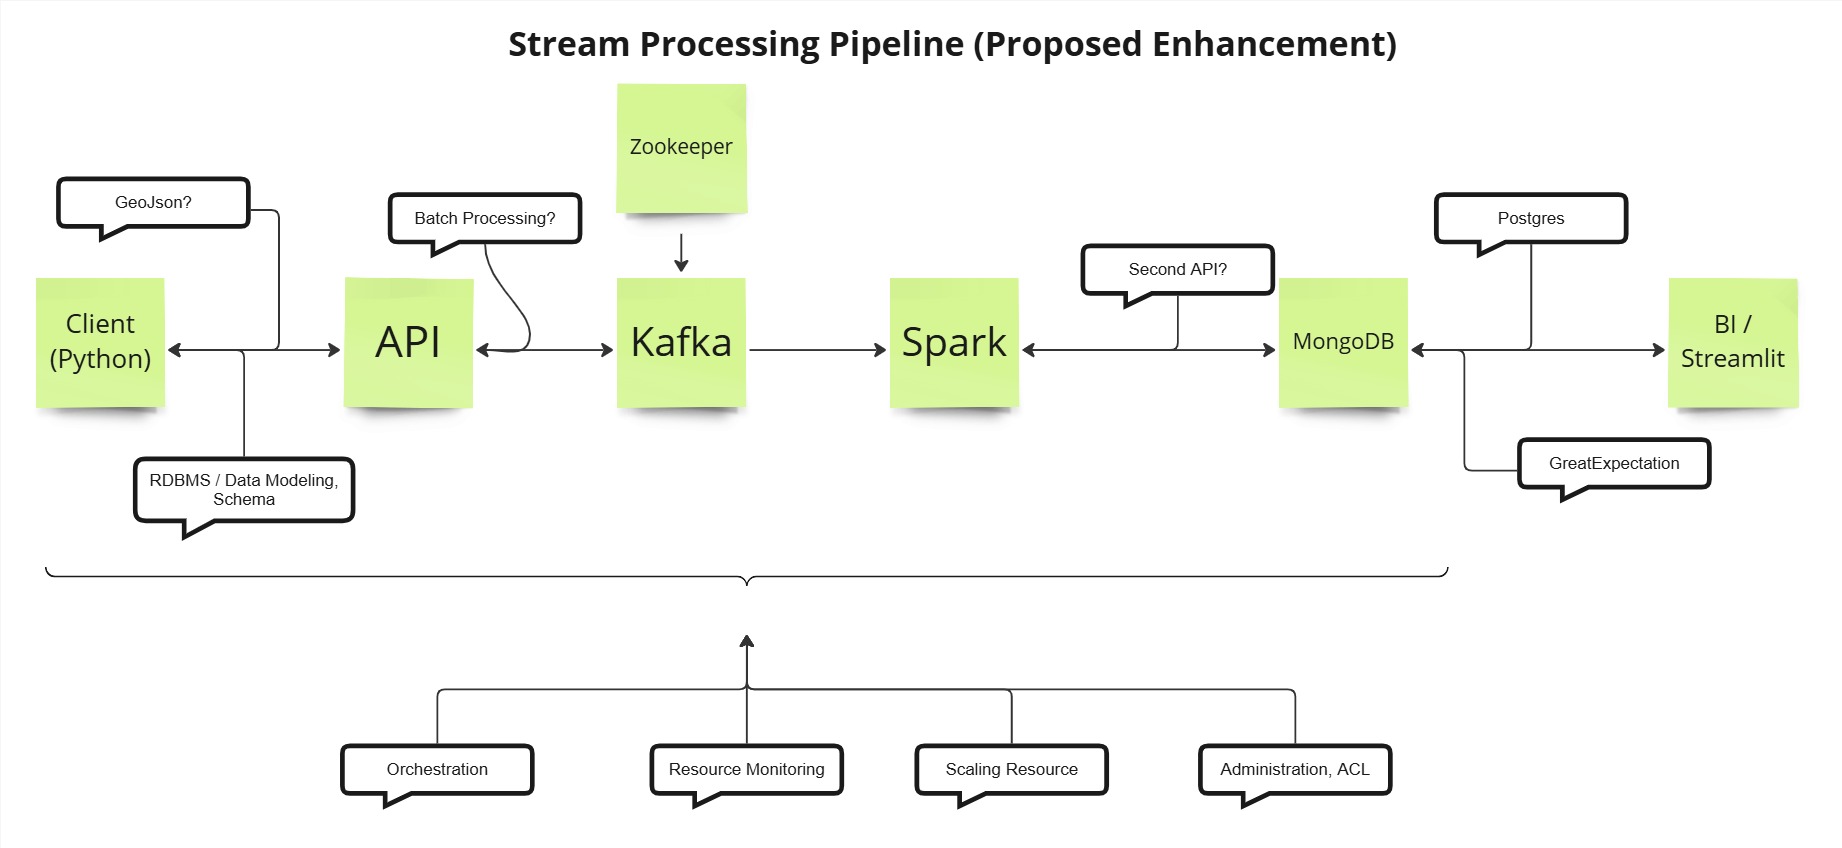 Stream Processing Pipeline (Proposed Enhancement)
Zookeeper
GeoJson?
Batch Processing?
Postgres
Second API?
Client
(Python)
API
Kafka
Spark
MongoDB
BI /
Streamlit
RDBMS / Data Modeling,
Schema
GreatExpectation
Orchestration
Resource Monitoring
Scaling Resource
Administration, ACL